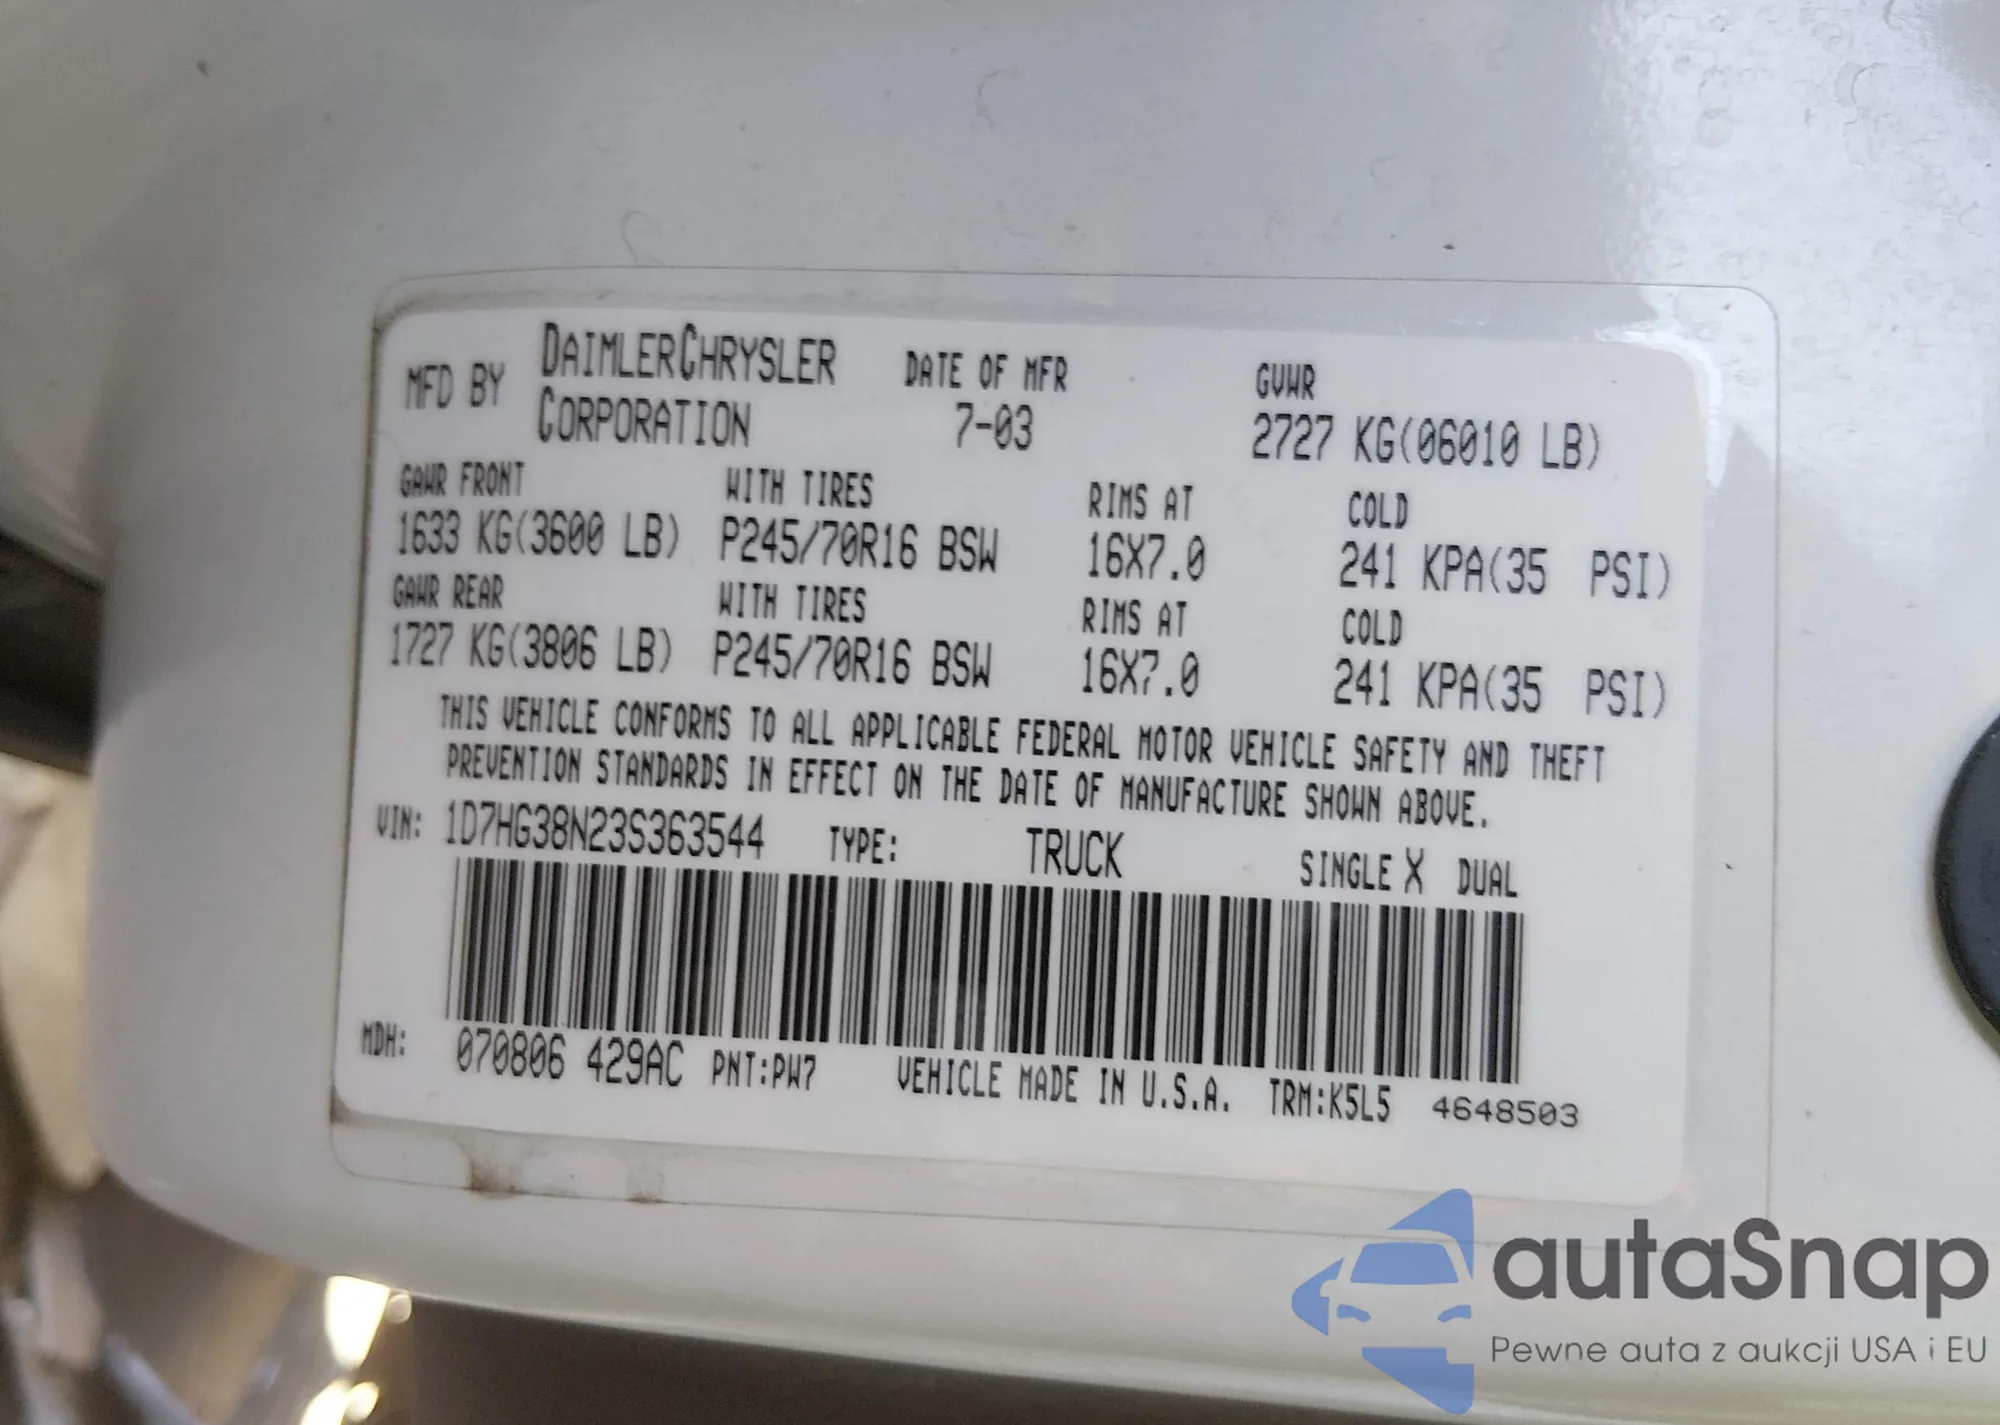 MFD BY DAIMLERCHRYSLER CORPORATION DATE OF MFR 7-03 GVWR 2727 KG(06010 LB)
GAWR FRONT WITH TIRES RIMS AT COLD
1633 KG(3600 LB) P245/70R16 BSW 16X7.0 241 KPA(35 PSI)
GAWR REAR WITH TIRES RIMS AT COLD
1727 KG(3806 LB) P245/70R16 BSW 16X7.0 241 KPA(35 PSI)
THIS VEHICLE CONFORMS TO ALL APPLICABLE FEDERAL MOTOR VEHICLE SAFETY AND THEFT
PREVENTION STANDARDS IN EFFECT ON THE DATE OF MANUFACTURE SHOWN ABOVE.
VIN: 1D7HG38N23S363544 TYPE: TRUCK SINGLE X DUAL
MDH: 070806 429AC PNT:PW7 VEHICLE MADE IN U.S.A. TRM:K5L5 4648503
autaSnap
Pewne auta z aukcji USA i EU